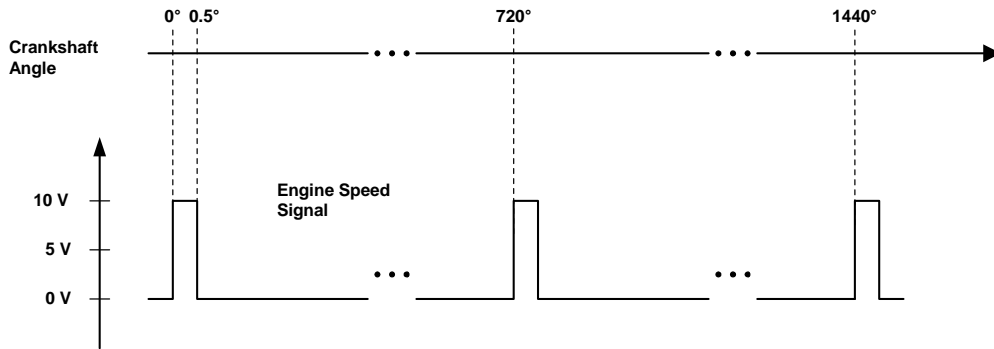 0° 0.5° 720° 1440°
Crankshaft
Angle
Engine Speed
Signal
10 V
5 V
0 V